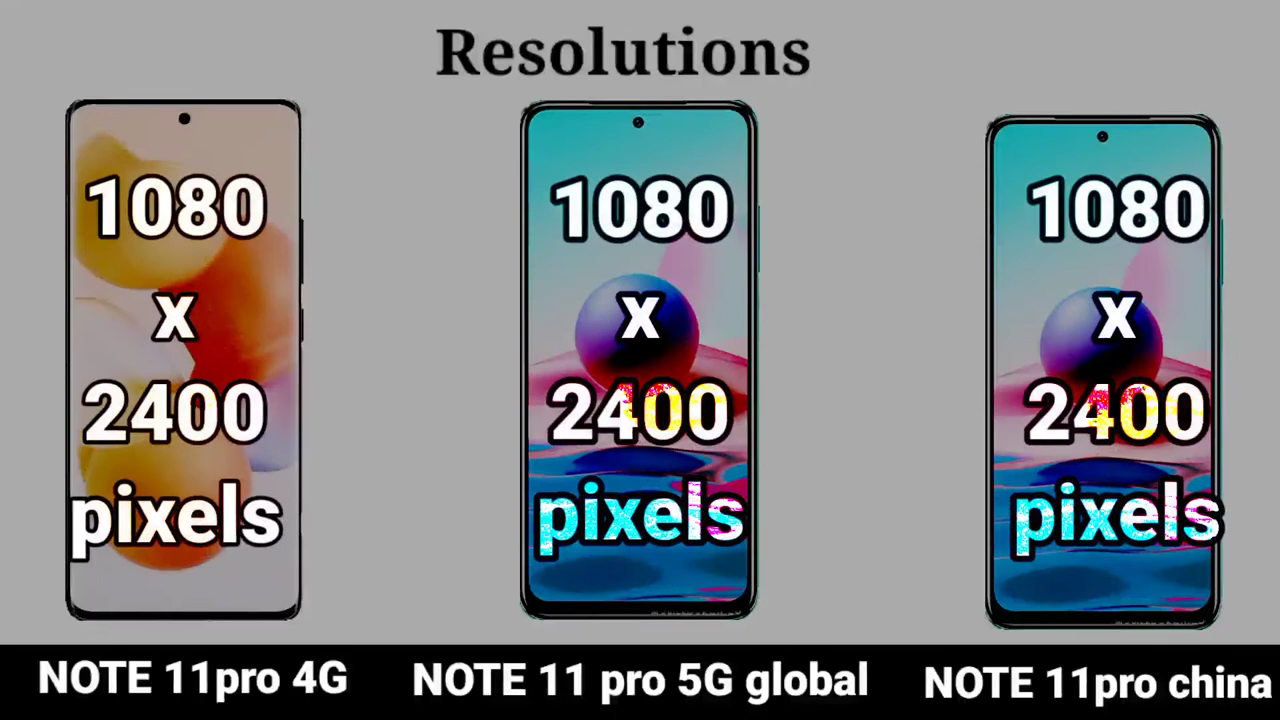 Resolutions
1080
x
2400
pixels
1080
x
2400
pixels
1080
x
2400
pixels
NOTE 11pro 4G
NOTE 11 pro 5G global
NOTE 11pro china